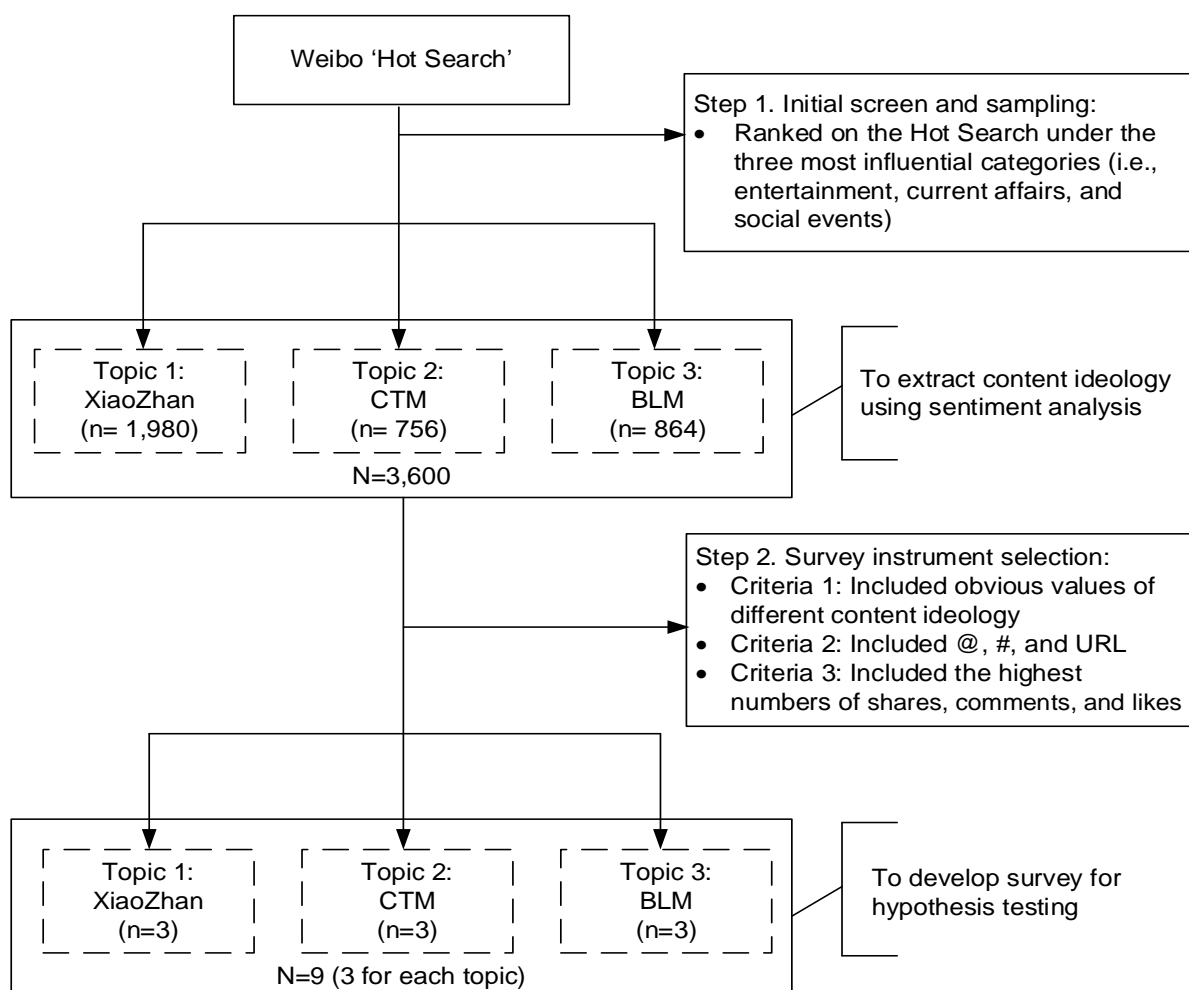 Weibo ‘Hot Search’
Step 1. Initial screen and sampling:
• Ranked on the Hot Search under the
three most influential categories (i.e.,
entertainment, current affairs, and
social events)
Topic 1:
XiaoZhan
(n= 1,980)
Topic 2:
CTM
(n= 756)
Topic 3:
BLM
(n= 864)
N=3,600
To extract content ideology
using sentiment analysis
Step 2. Survey instrument selection:
• Criteria 1: Included obvious values of
different content ideology
• Criteria 2: Included @, #, and URL
• Criteria 3: Included the highest
numbers of shares, comments, and likes
Topic 1:
XiaoZhan
(n=3)
Topic 2:
CTM
(n=3)
Topic 3:
BLM
(n=3)
N=9 (3 for each topic)
To develop survey for
hypothesis testing